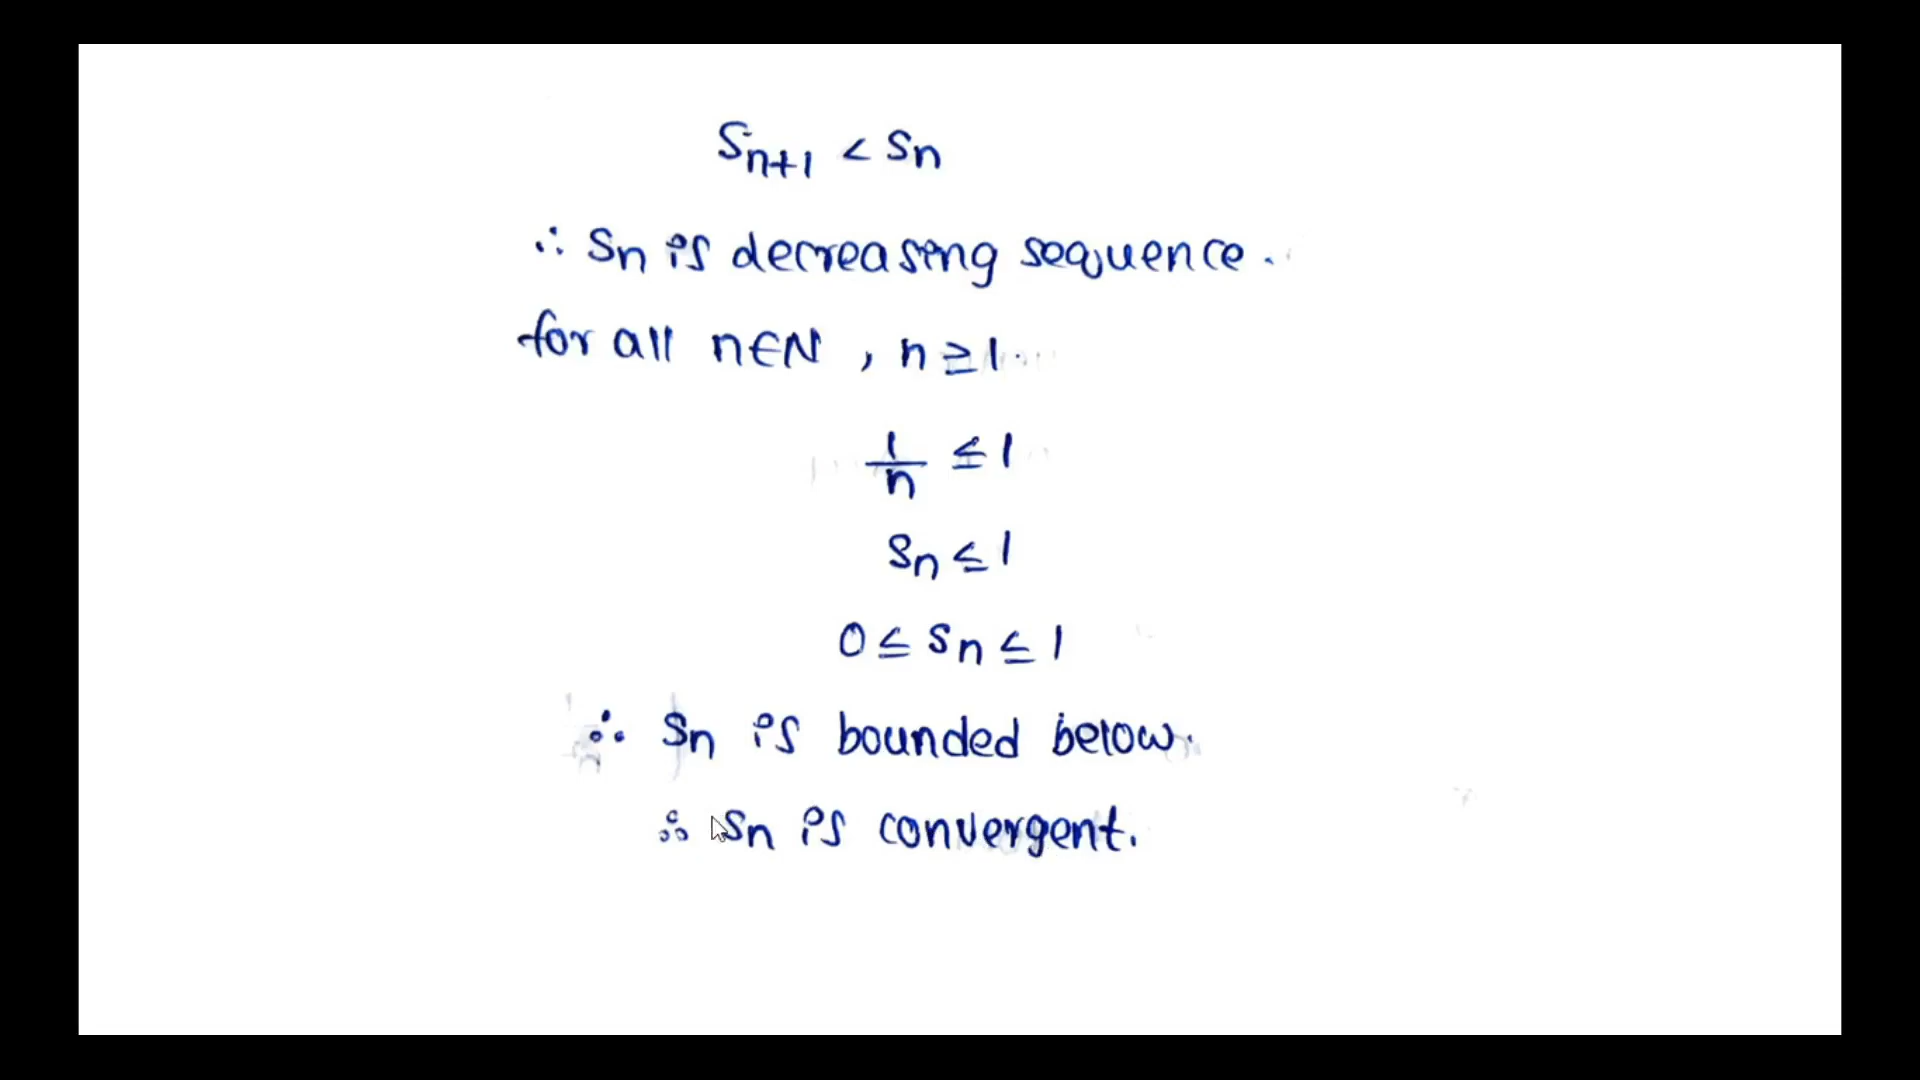 Sn+1 < Sn
∴ Sn is decreasing sequence.
for all n∈N , n ≥ 1.
1/n ≤ 1
Sn ≤ 1
0 ≤ Sn ≤ 1
∴ Sn is bounded below.
∴ Sn is convergent.